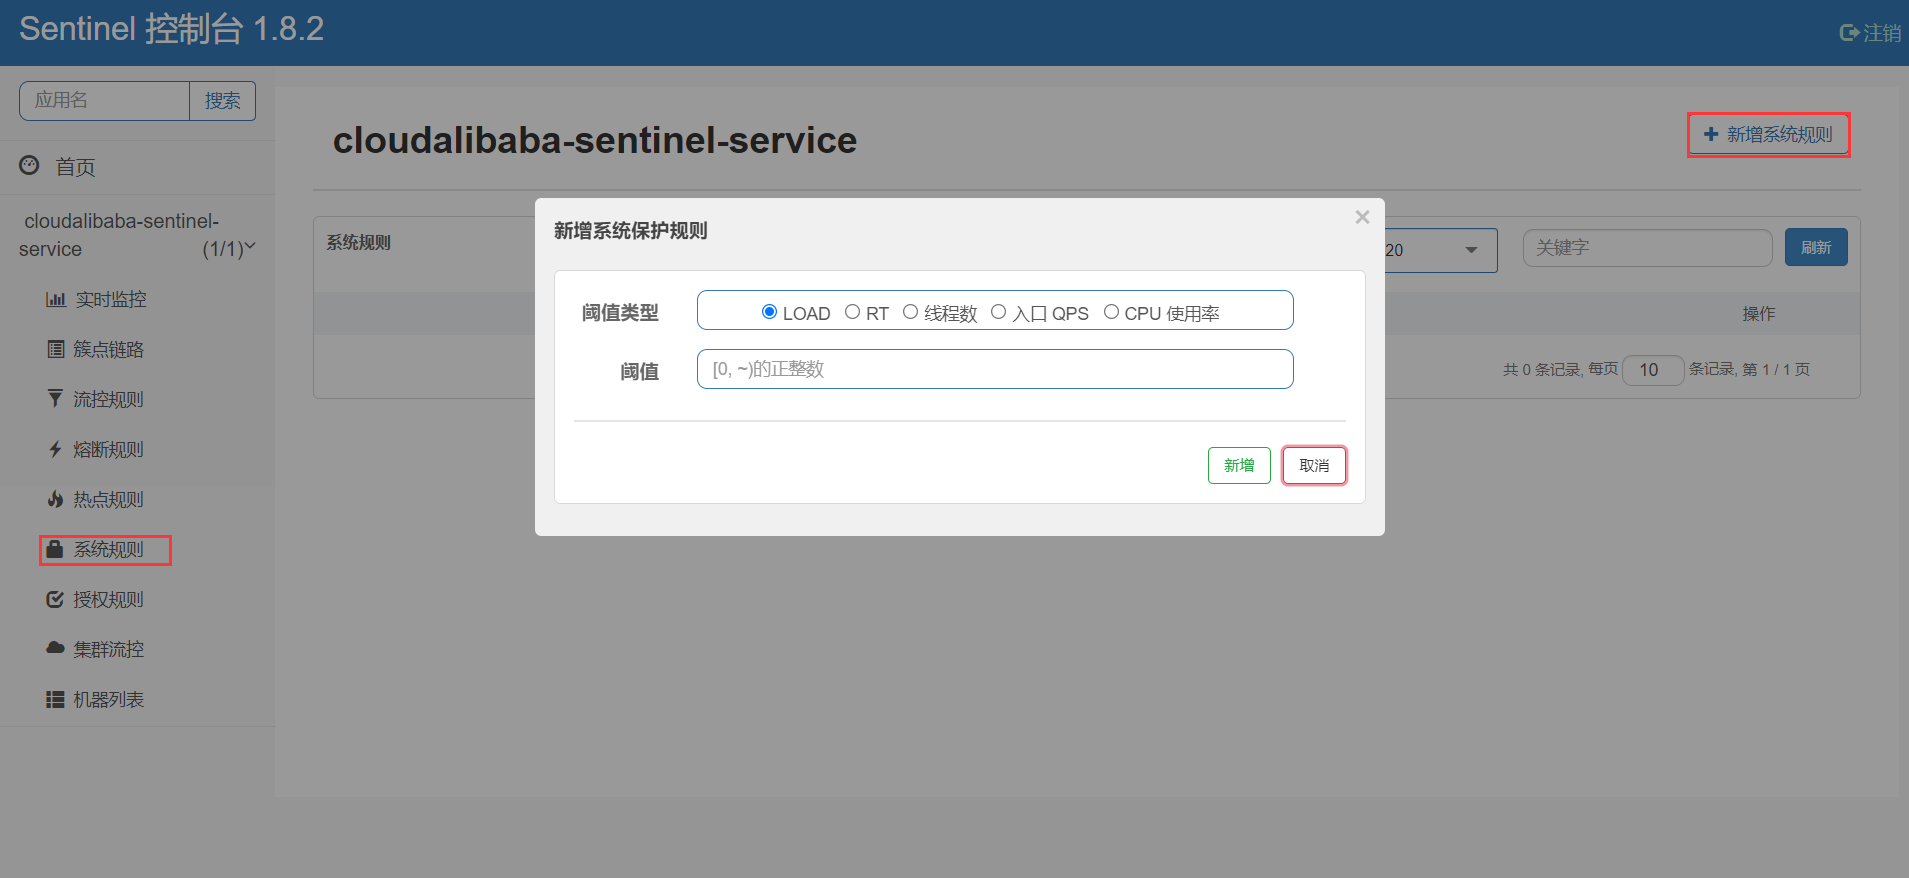 Sentinel 控制台 1.8.2
注销
应用名
搜索
首页
cloudalibaba-sentinel-
service
(1/1)
实时监控
簇点链路
流控规则
熔断规则
热点规则
系统规则
授权规则
集群流控
机器列表
cloudalibaba-sentinel-service
新增系统规则
系统规则
20
关键字
刷新
操作
共 0 条记录, 每页 10 条记录, 第 1 / 1 页
新增系统保护规则
×
阈值类型
LOAD RT 线程数 入口 QPS CPU 使用率
阈值
[0, ~)的正整数
新增
取消